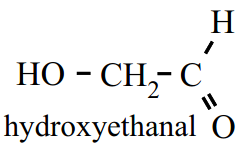 H
HO – CH₂ – C
hydroxyethanal O